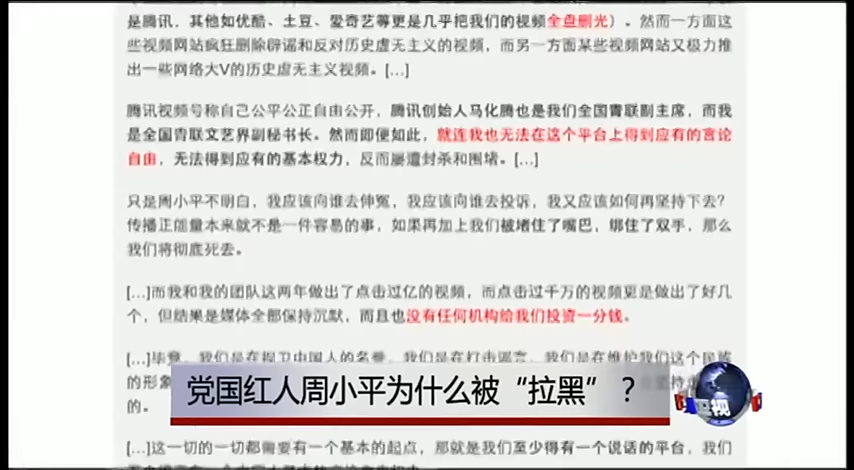 是腾讯，其他如优酷、土豆、爱奇艺等更是几乎把我们的视频全盘删光）。然而一方面这
些视频网站疯狂删除辟谣和反对历史虚无主义的视频，而另一方面某些视频网站又极力推
出一些网络大V的历史虚无主义视频。[...]
腾讯视频号称自己公平公正自由公开，腾讯创始人马化腾也是我们全国青联副主席，而我
是全国青联文艺界副秘书长。然而即便如此，就连我也无法在这个平台上得到应有的言论
自由，无法得到应有的基本权力，反而屡遭封杀和围堵。[...]
只是周小平不明白，我应该向谁去伸冤，我应该向谁去投诉，我又应该如何再坚持下去？
传播正能量本来就不是一件容易的事，如果再加上我们被堵住了嘴巴，绑住了双手，那么
我们将彻底死去。
[...]而我和我的团队这两年做出了点击过亿的视频，而点击过千万的视频更是做出了好几
个，但结果是媒体全部保持沉默，而且也没有任何机构给我们投资一分钱。
[...]毕竟，我们是在捍卫中国人的名誉，我们是在打击谣言，我们是在维护我们这个民族
的形象
的。
党国红人周小平为什么被“拉黑”？
卫视
[...]这一切的一切都需要有一个基本的起点，那就是我们至少得有一个说话的平台，我们